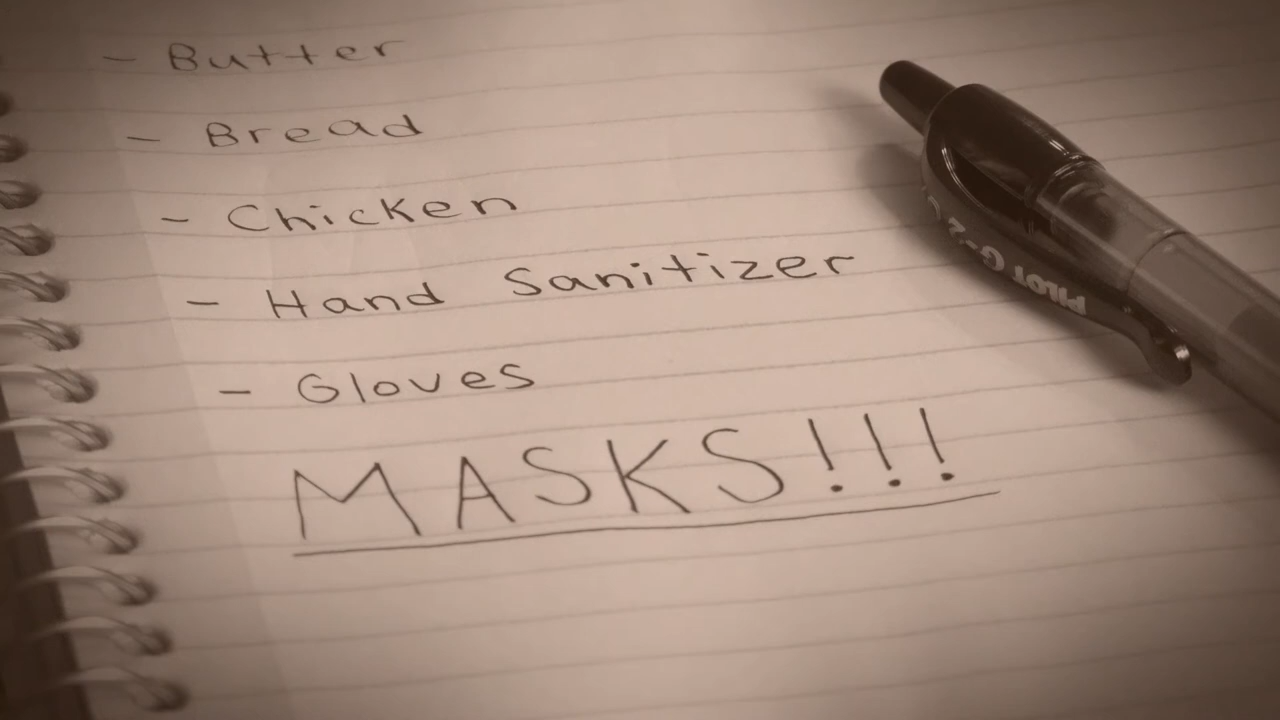 - Butter
- Bread
- Chicken
- Hand Sanitizer
- Gloves
MASKS!!!
PILOT G-2